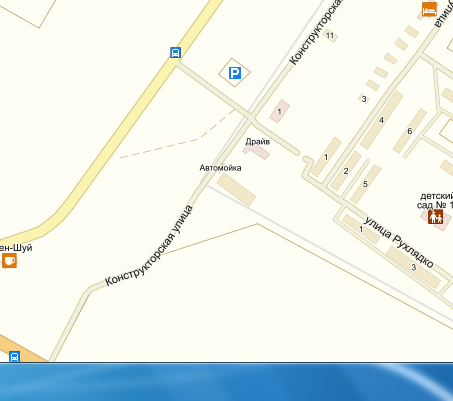 Конструкторская
улица
11
P
3
1
4
6
Драйв
1
2
Автомойка
5
детский
сад № 1
1
улица Рухлядко
Конструкторская улица
ен-Шуй
3